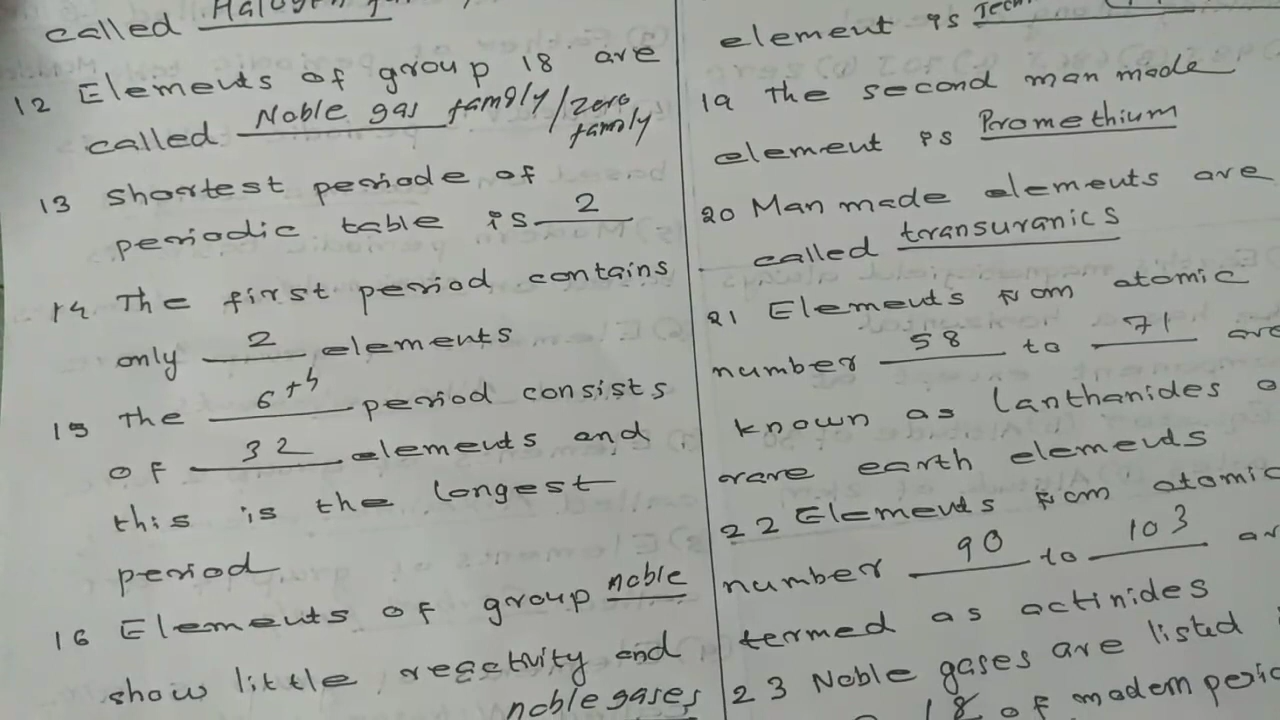 called Halogen
12 Elements of group 18 are
called Noble gas family/zero
family
13 shortest periode of
periodic table is 2
14 The first period contains
only 2 elements
15 the 6th period consists
of 32 elements and
this is the longest
period
16 Elements of group noble
show little reactivity and
noble gases
element is
19 the second man made
element is Promethium
20 Man made elements are
called transuranics
21 Elements from atomic
number 58 to 71 are
known as lanthanides
rare earth elements
22 Elements from atomic
number 90 to 103
termed as actinides
23 Noble gases are listed
18 of modern